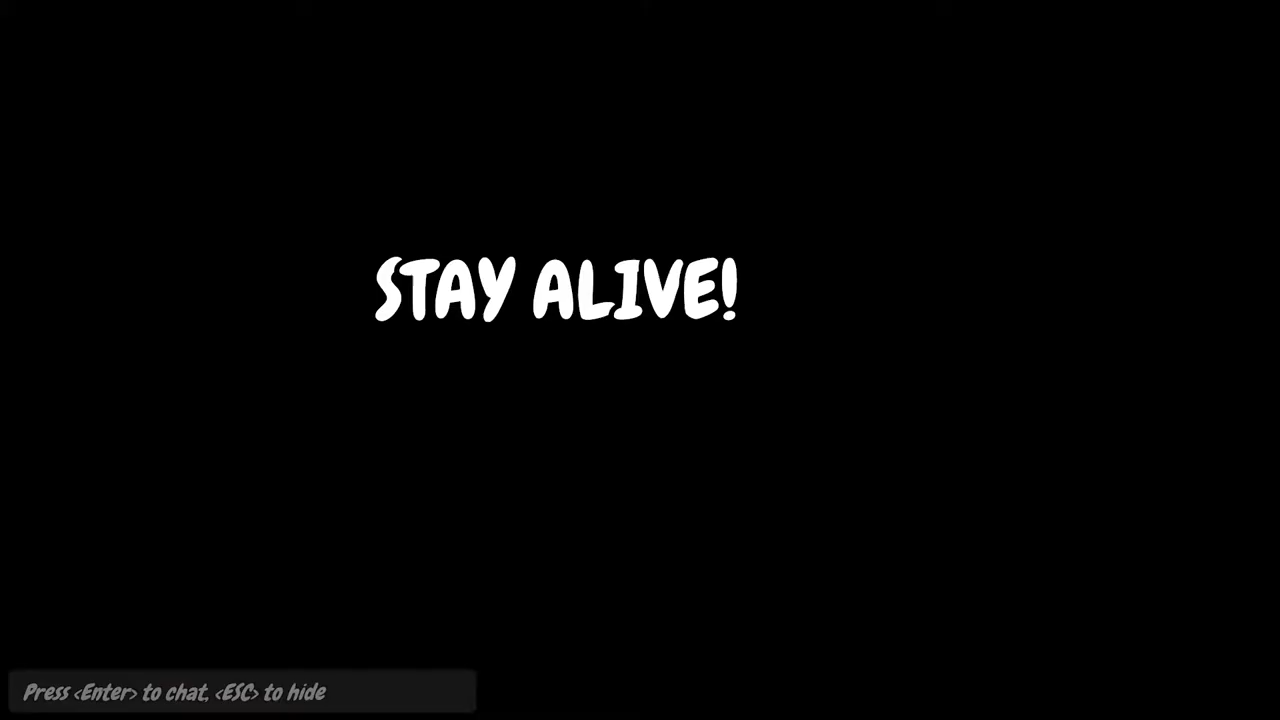 STAY ALIVE!
Press <Enter> to chat, <ESC> to hide